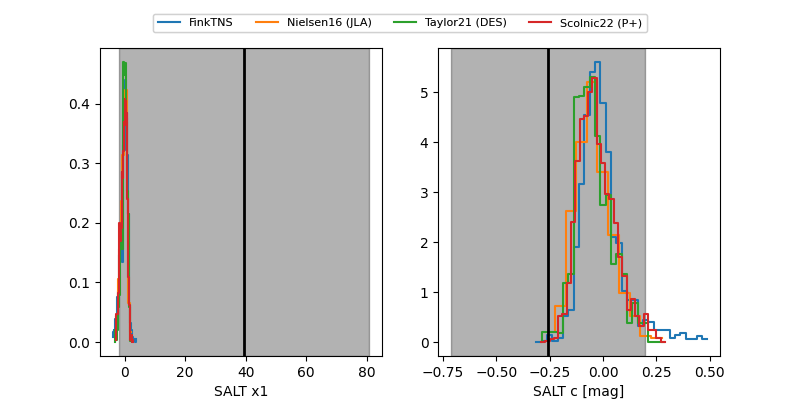 FinkTNS Nielsen16 (JLA) Taylor21 (DES) Scolnic22 (P+)
0.4
0.3
0.2
0.1
0.0
0 20 40 60 80
SALT x1
5
4
3
2
1
0
−0.75 −0.50 −0.25 0.00 0.25 0.50
SALT c [mag]